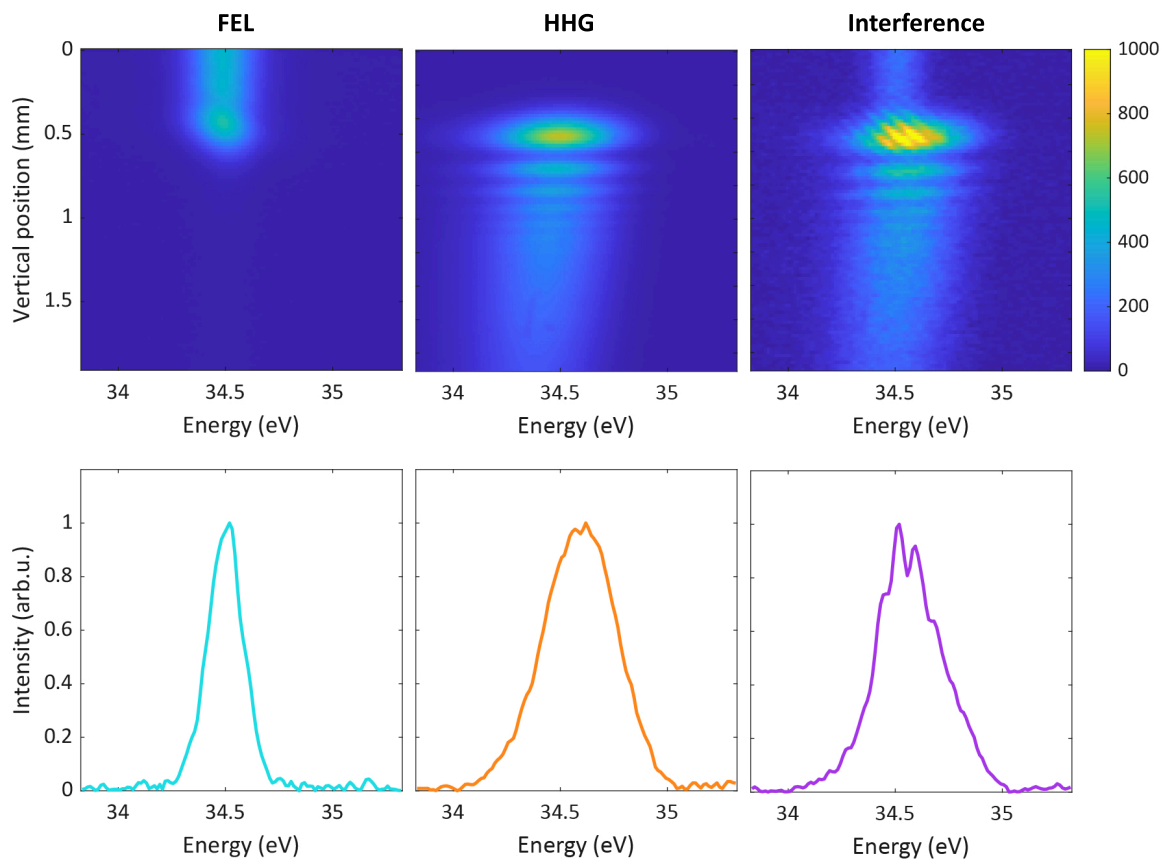 FEL HHG Interference
0 1000
0.5 800
600
1 400
1.5 200
0
Vertical position (mm)
34 34.5 35 34 34.5 35 34 34.5 35
Energy (eV) Energy (eV) Energy (eV)
1
0.8
0.6
0.4
0.2
0
Intensity (arb.u.)
34 34.5 35 34 34.5 35 34 34.5 35
Energy (eV) Energy (eV) Energy (eV)